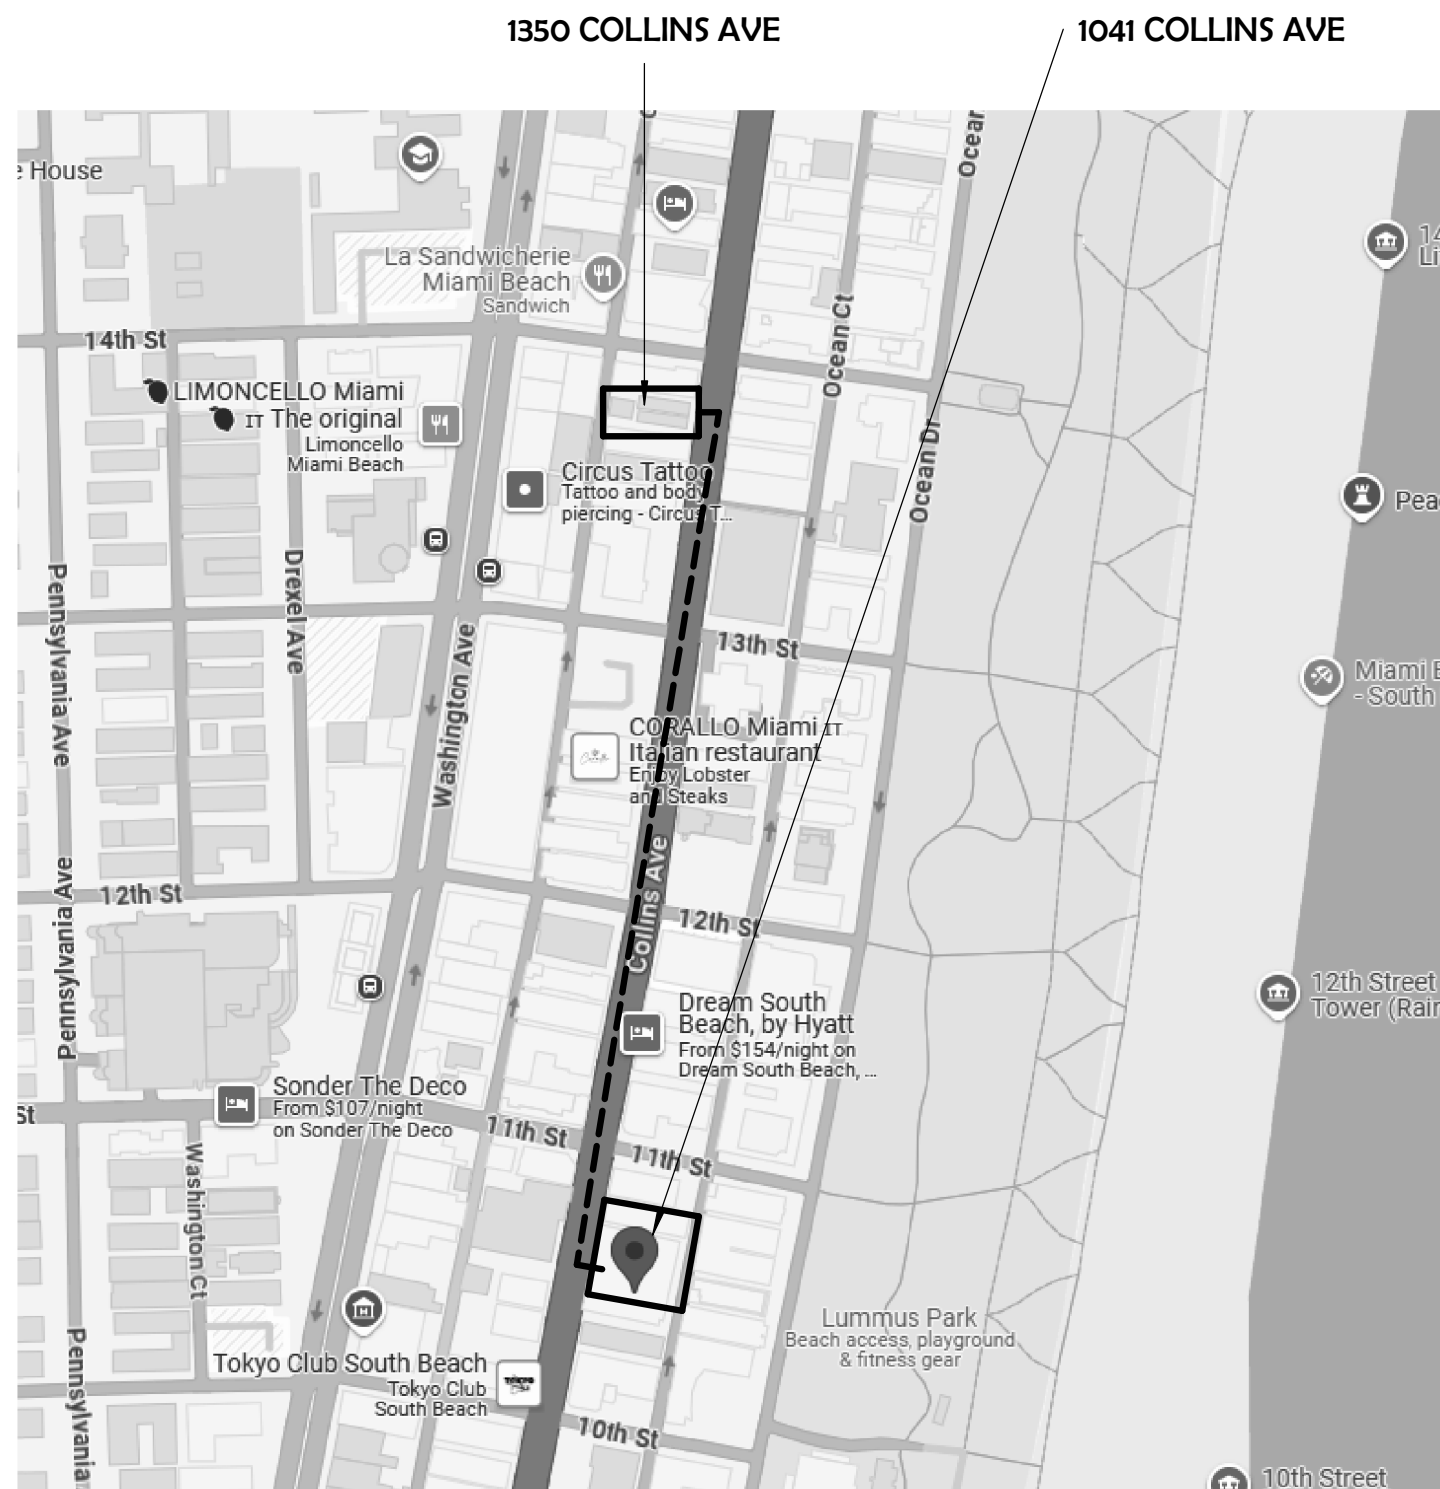 1350 COLLINS AVE
1041 COLLINS AVE
House
La Sandwicherie
Miami Beach
Sandwich
14th St
Ocean Ct
LIMONCELLO Miami
IT The original
Limoncello
Miami Beach
Circus Tattoo
Tattoo and body
piercing - Circus T...
Ocean Dr
Drexel Ave
Pennsylvania Ave
Washington Ave
13th St
Miami
- South
CORALLO Miami IT
Italian restaurant
Enjoy Lobster
and Steaks
Collins Ave
12th St
12th St
Pennsylvania Ave
12th Street
Tower
Dream South
Beach, by Hyatt
From $154/night on
Dream South Beach, ...
Sonder The Deco
From $107/night
on Sonder The Deco
St
11th St
11th St
Washington Ct
Lummus Park
Beach access, playground
& fitness gear
Tokyo Club South Beach
Tokyo Club
South Beach
Pennsylvania
10th St
10th Street